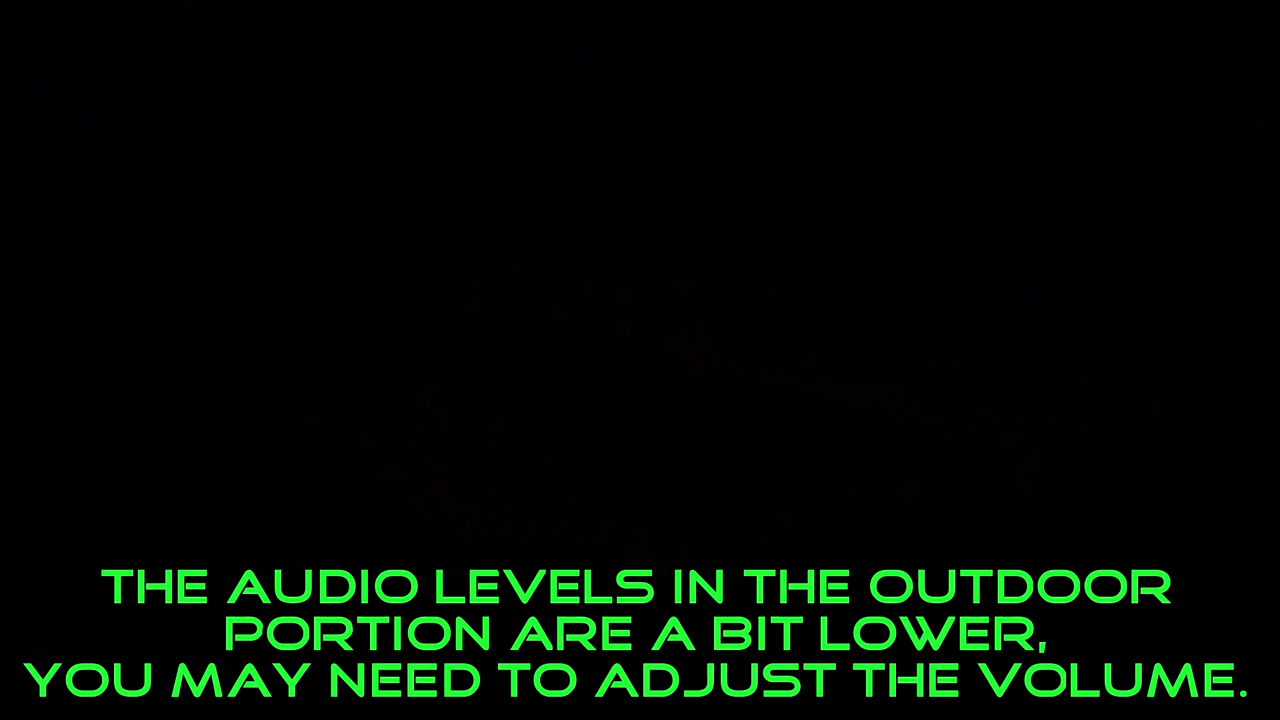 THE AUDIO LEVELS IN THE OUTDOOR
PORTION ARE A BIT LOWER,
YOU MAY NEED TO ADJUST THE VOLUME.